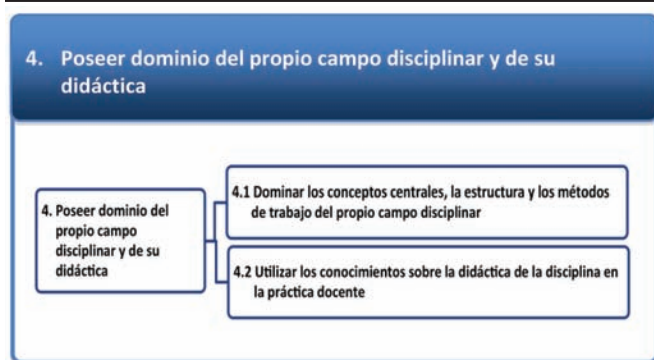 4. Poseer dominio del propio campo disciplinar y de su
didáctica
4. Poseer dominio del
propio campo
disciplinar y de su
didáctica
4.1 Dominar los conceptos centrales, la estructura y los métodos
de trabajo del propio campo disciplinar
4.2 Utilizar los conocimientos sobre la didáctica de la disciplina en
la práctica docente